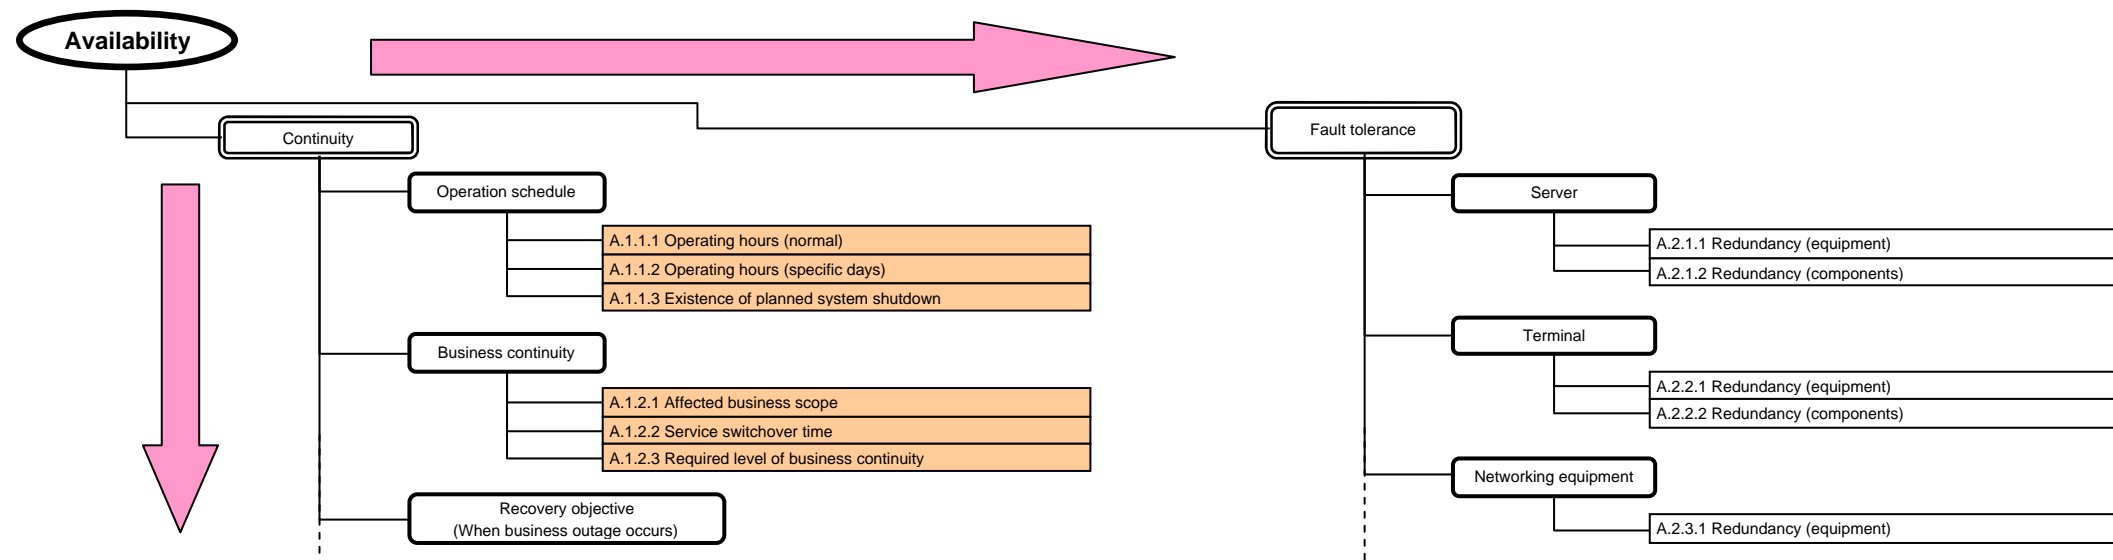 Availability
Continuity
Operation schedule
A.1.1.1 Operating hours (normal)
A.1.1.2 Operating hours (specific days)
A.1.1.3 Existence of planned system shutdown
Business continuity
A.1.2.1 Affected business scope
A.1.2.2 Service switchover time
A.1.2.3 Required level of business continuity
Recovery objective
(When business outage occurs)
Fault tolerance
Server
A.2.1.1 Redundancy (equipment)
A.2.1.2 Redundancy (components)
Terminal
A.2.2.1 Redundancy (equipment)
A.2.2.2 Redundancy (components)
Networking equipment
A.2.3.1 Redundancy (equipment)